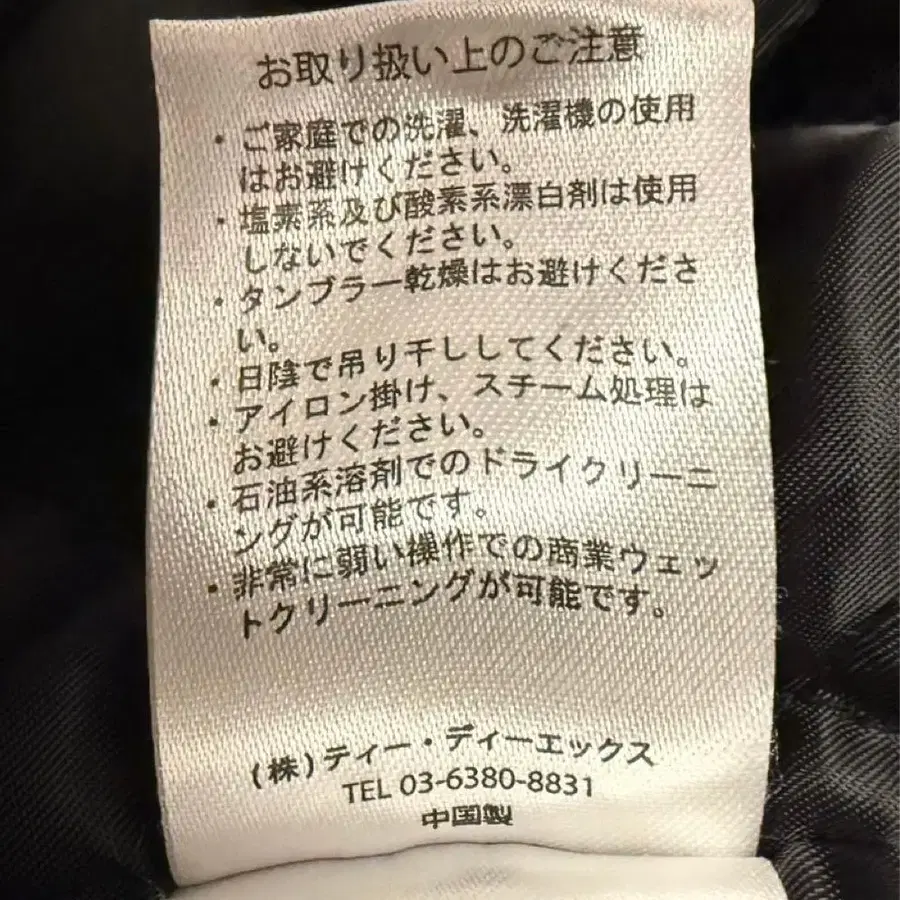 お取り扱い上のご注意
・ご家庭での洗濯、洗濯機の使用
はお避けください。
・塩素系及び酸素系漂白剤は使用
しないでください。
・タンブラー乾燥はお避けくださ
い。
・日陰で吊り干ししてください。
・アイロン掛け、スチーム処理は
お避けください。
・石油系溶剤でのドライクリーニ
ングが可能です。
・非常に弱い操作での商業ウェッ
トクリーニングが可能です。
(株)ティー・ディーエックス
TEL 03-6380-8831
中国製